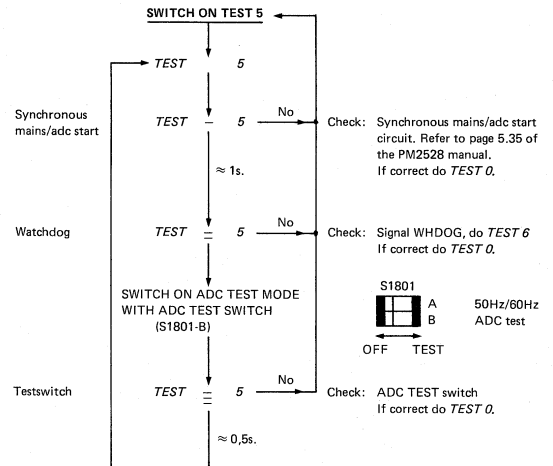 SWITCH ON TEST 5
TEST 5
Synchronous
mains/adc start
TEST – 5
No
Check: Synchronous mains/adc start
circuit. Refer to page 5.35 of
the PM2528 manual.
If correct do TEST 0.
≈ 1s.
Watchdog
TEST = 5
No
Check: Signal WHDOG, do TEST 6
If correct do TEST 0.
SWITCH ON ADC TEST MODE
WITH ADC TEST SWITCH
(S1801-B)
S1801
A 50Hz/60Hz
B ADC test
OFF TEST
Testswitch
TEST ≡ 5
No
Check: ADC TEST switch
If correct do TEST 0.
≈ 0,5s.